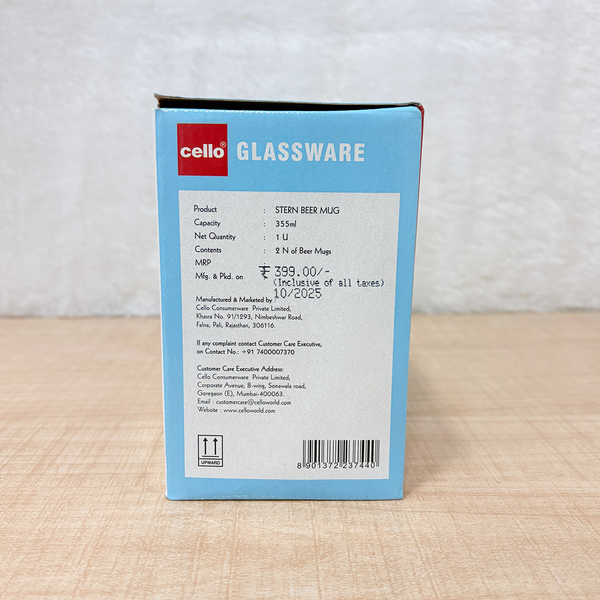 cello® GLASSWARE
Product : STERN BEER MUG
Capacity : 355ml
Net Quantity : 1 U
Contents : 2 N of Beer Mugs
MRP ₹ 399.00/-
(Inclusive of all taxes)
Mfg. & Pkd. on 10/2025
Manufactured & Marketed by :
Cello Consumerware Private Limited,
Khasra No. 91/1293, Nimbeshwar Road,
Falna, Pali, Rajasthan, 306116.
If any complaint contact Customer Care Executive,
on Contact No.: +91 7400007370
Customer Care Executive Address:
Cello Consumerware Private Limited,
Corporate Avenue, B-wing, Sonawala road,
Goregaon (E), Mumbai-400063.
Email : customercare@celloworld.com
Website : www.celloworld.com
UPWARD
8 901372 237440